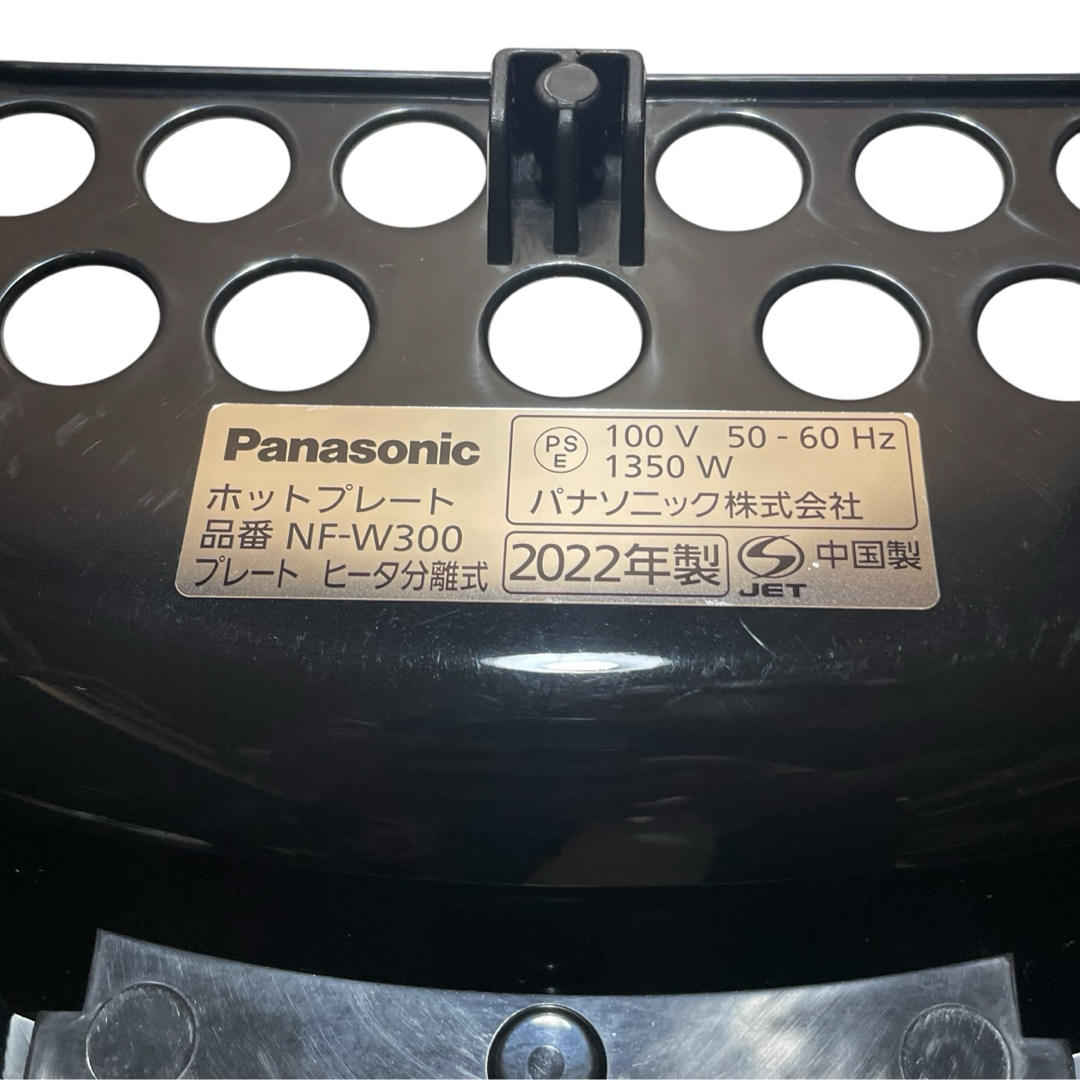 Panasonic
ホットプレート
品番 NF-W300
プレート ヒータ分離式
PS
E
100 V 50 - 60 Hz
1350 W
パナソニック株式会社
2022年製
JET
中国製